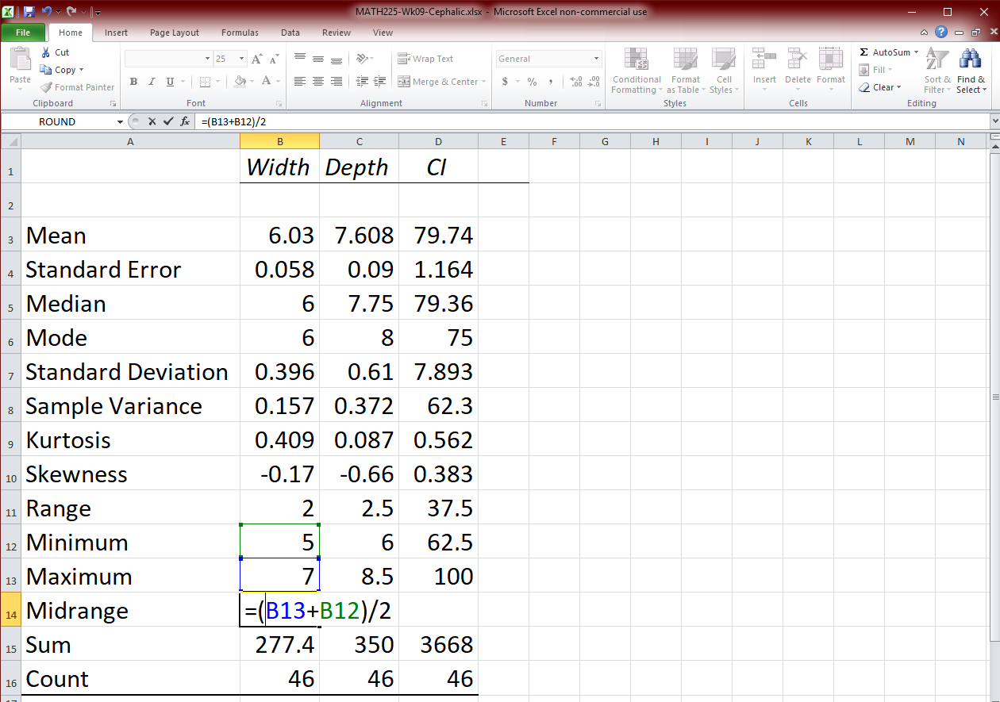 MATH225-Wk09-Cephalic.xlsx - Microsoft Excel non-commercial use
File Home Insert Page Layout Formulas Data Review View
Cut
Copy
Format Painter
Paste
Clipboard
25
A A
B I U A
Font
Wrap Text
Merge & Center
Alignment
General
$ % , .00 .00
Number
Conditional Formatting
Format as Table
Cell Styles
Styles
Insert Delete Format
Cells
Σ AutoSum
Fill
Clear
Sort & Filter
Find & Select
Editing
ROUND fx =(B13+B12)/2
A B C D E F G H I J K L M N
1 Width Depth CI
2
3 Mean 6.03 7.608 79.74
4 Standard Error 0.058 0.09 1.164
5 Median 6 7.75 79.36
6 Mode 6 8 75
7 Standard Deviation 0.396 0.61 7.893
8 Sample Variance 0.157 0.372 62.3
9 Kurtosis 0.409 0.087 0.562
10 Skewness -0.17 -0.66 0.383
11 Range 2 2.5 37.5
12 Minimum 5 6 62.5
13 Maximum 7 8.5 100
14 Midrange =(B13+B12)/2
15 Sum 277.4 350 3668
16 Count 46 46 46